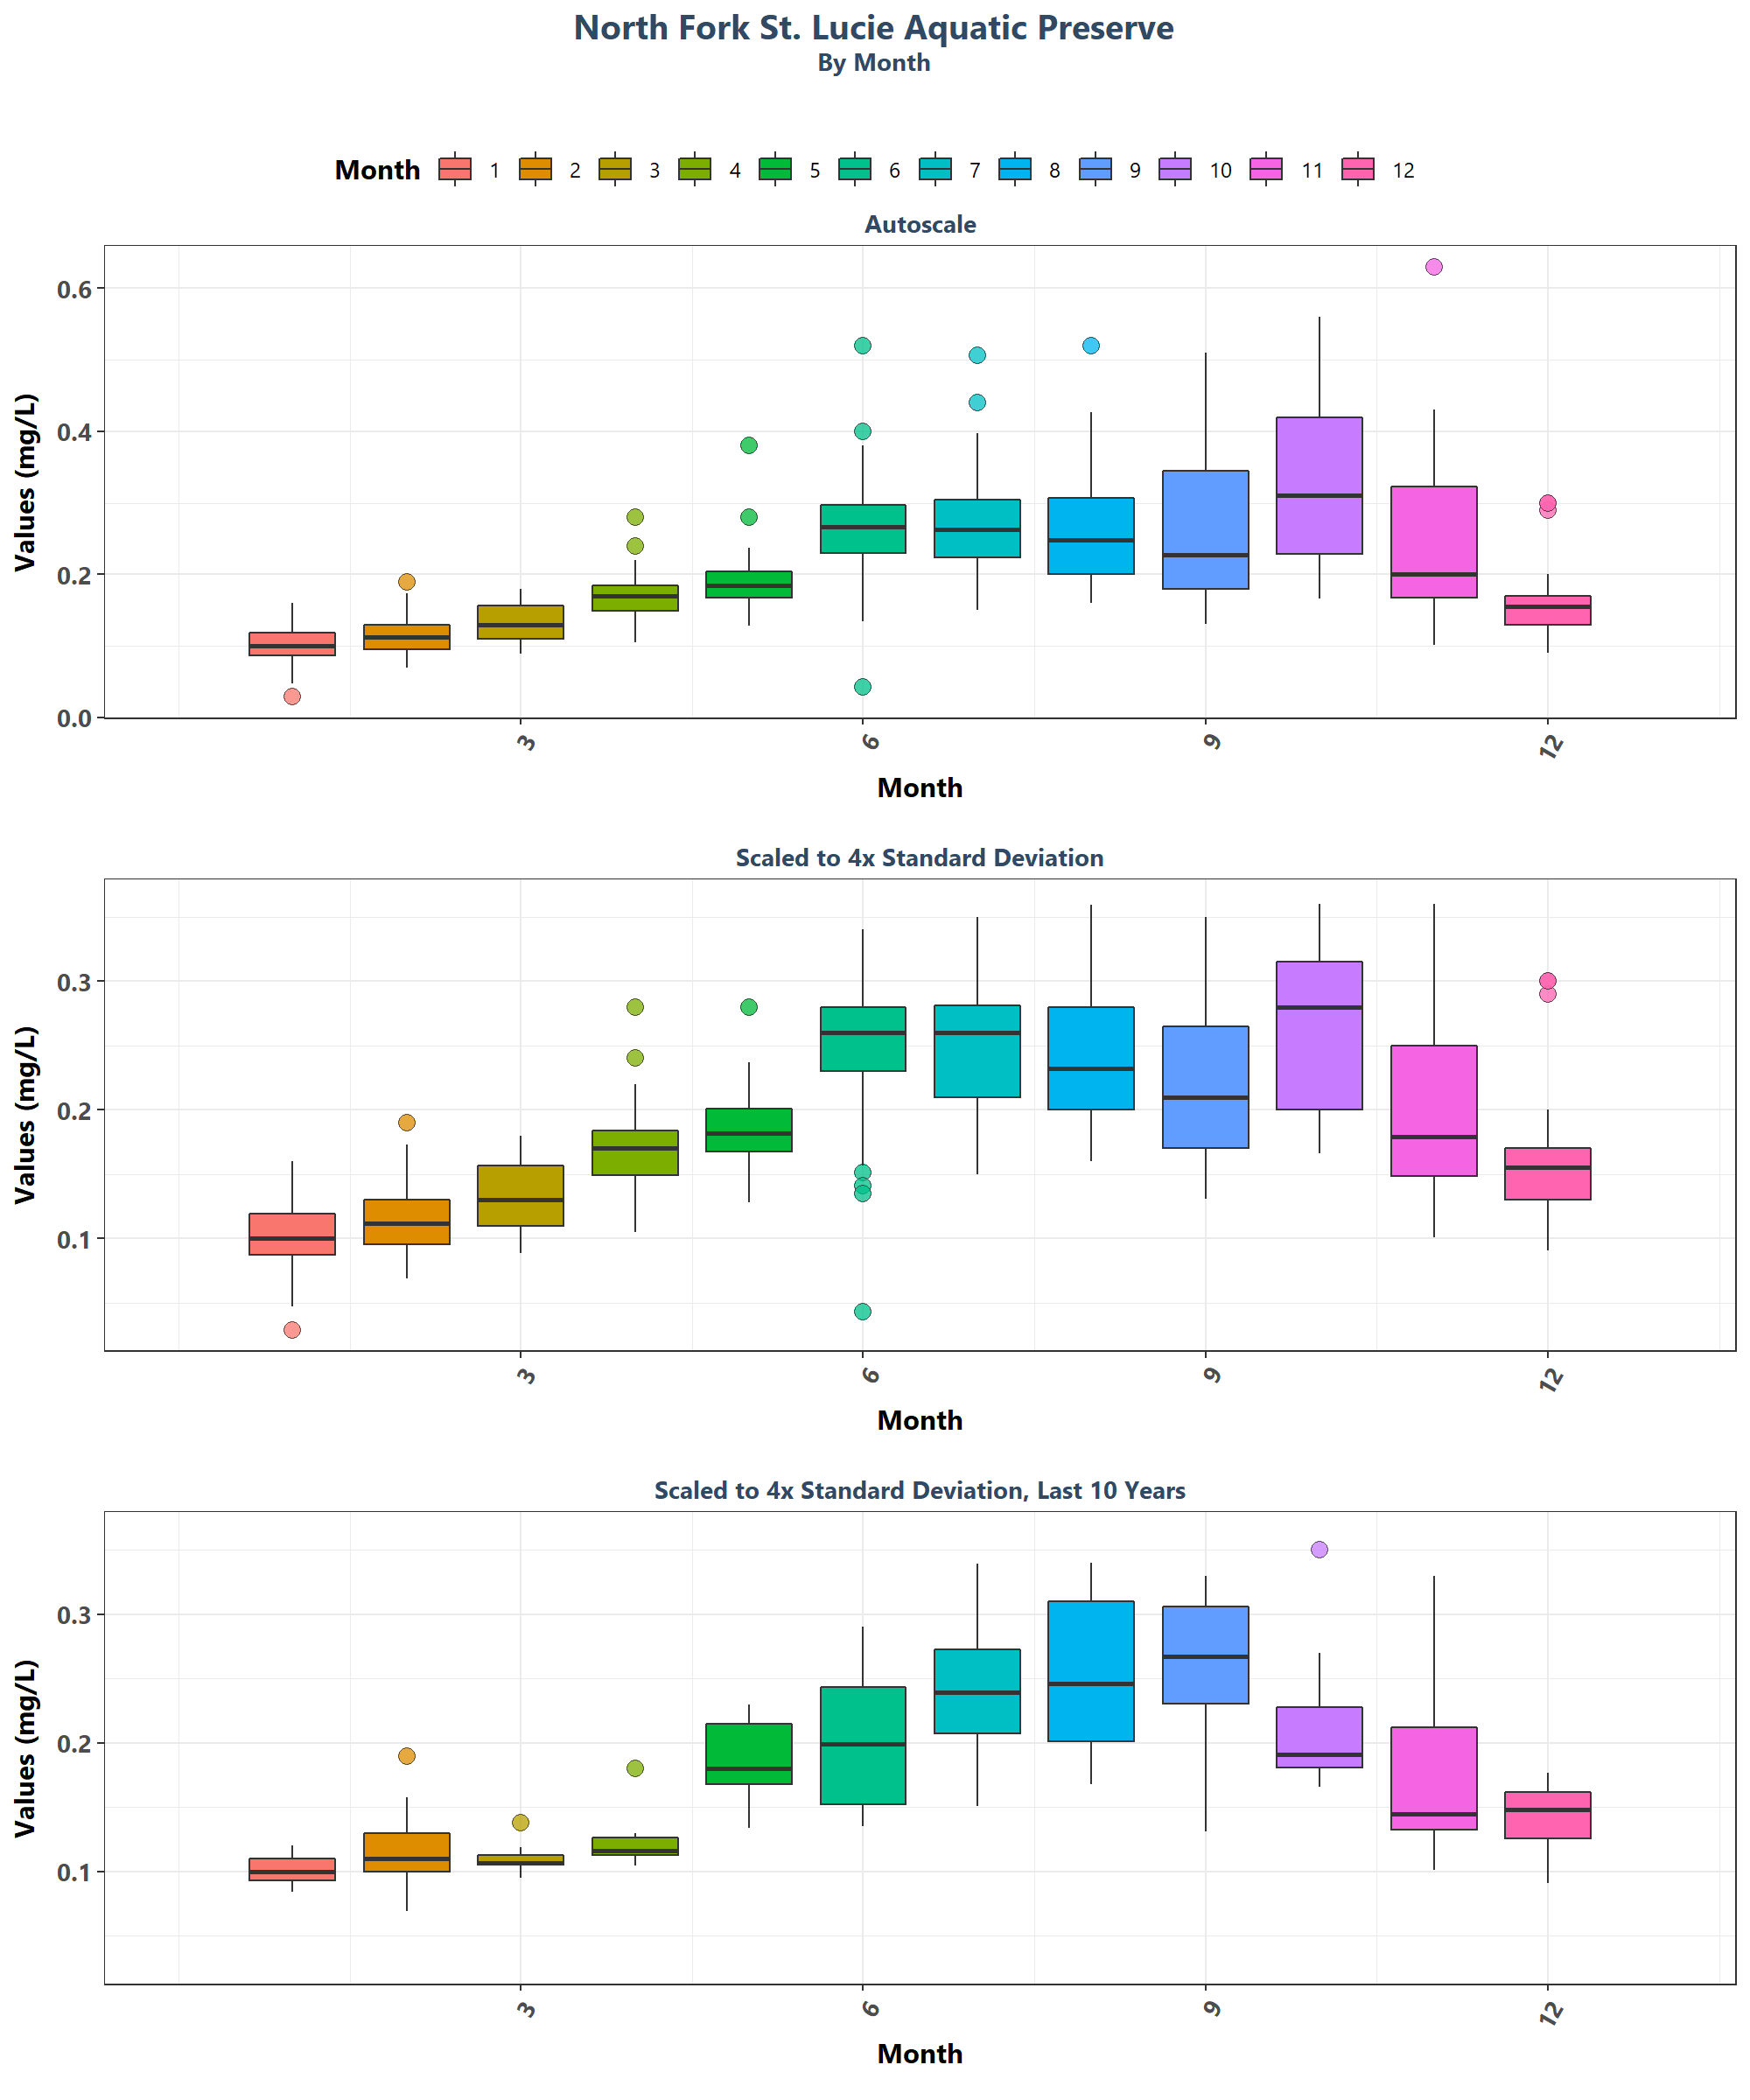 North Fork St. Lucie Aquatic Preserve
By Month
Month 1 2 3 4 5 6 7 8 9 10 11 12
Autoscale
Values (mg/L)
0.6
0.4
0.2
0.0
3 6 9 12
Month
Scaled to 4x Standard Deviation
Values (mg/L)
0.3
0.2
0.1
3 6 9 12
Month
Scaled to 4x Standard Deviation, Last 10 Years
Values (mg/L)
0.3
0.2
0.1
3 6 9 12
Month